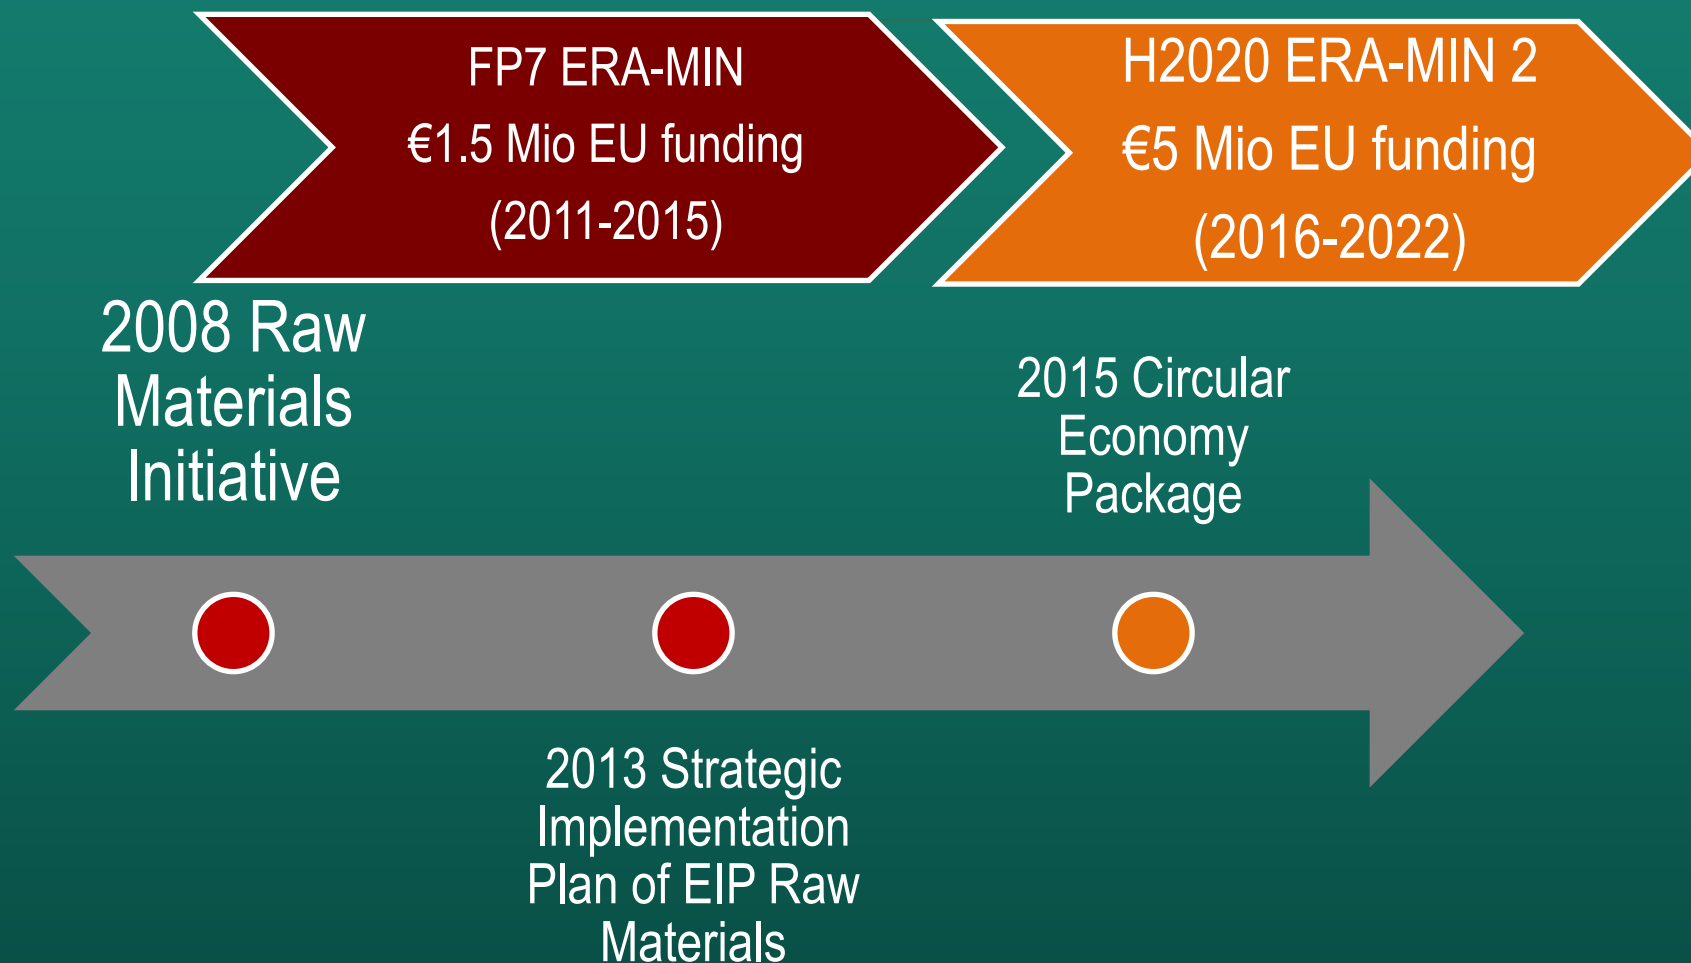 FP7 ERA-MIN
€1.5 Mio EU funding
(2011-2015)
H2020 ERA-MIN 2
€5 Mio EU funding
(2016-2022)
2008 Raw
Materials
Initiative
2015 Circular
Economy
Package
2013 Strategic
Implementation
Plan of EIP Raw
Materials